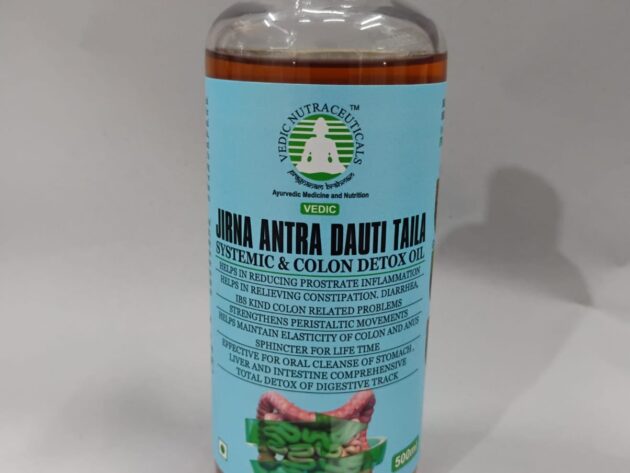 VEDIC NUTRACEUTICALS
TM
pragnanam brahmam
Ayurvedic Medicine and Nutrition
VEDIC
JIRNA ANTRA DAUTI TAILA
SYSTEMIC & COLON DETOX OIL
HELPS IN REDUCING PROSTRATE INFLAMMATION
HELPS IN RELIEVING CONSTIPATION. DIARRHEA,
IBS KIND COLON RELATED PROBLEMS
STRENGTHENS PERISTALTIC MOVEMENTS
HELPS MAINTAIN ELASTICITY OF COLON AND ANUS
SPHINCTER FOR LIFE TIME
EFFECTIVE FOR ORAL CLEANSE OF STOMACH,
LIVER AND INTESTINE COMPREHENSIVE
TOTAL DETOX OF DIGESTIVE TRACK
500ml